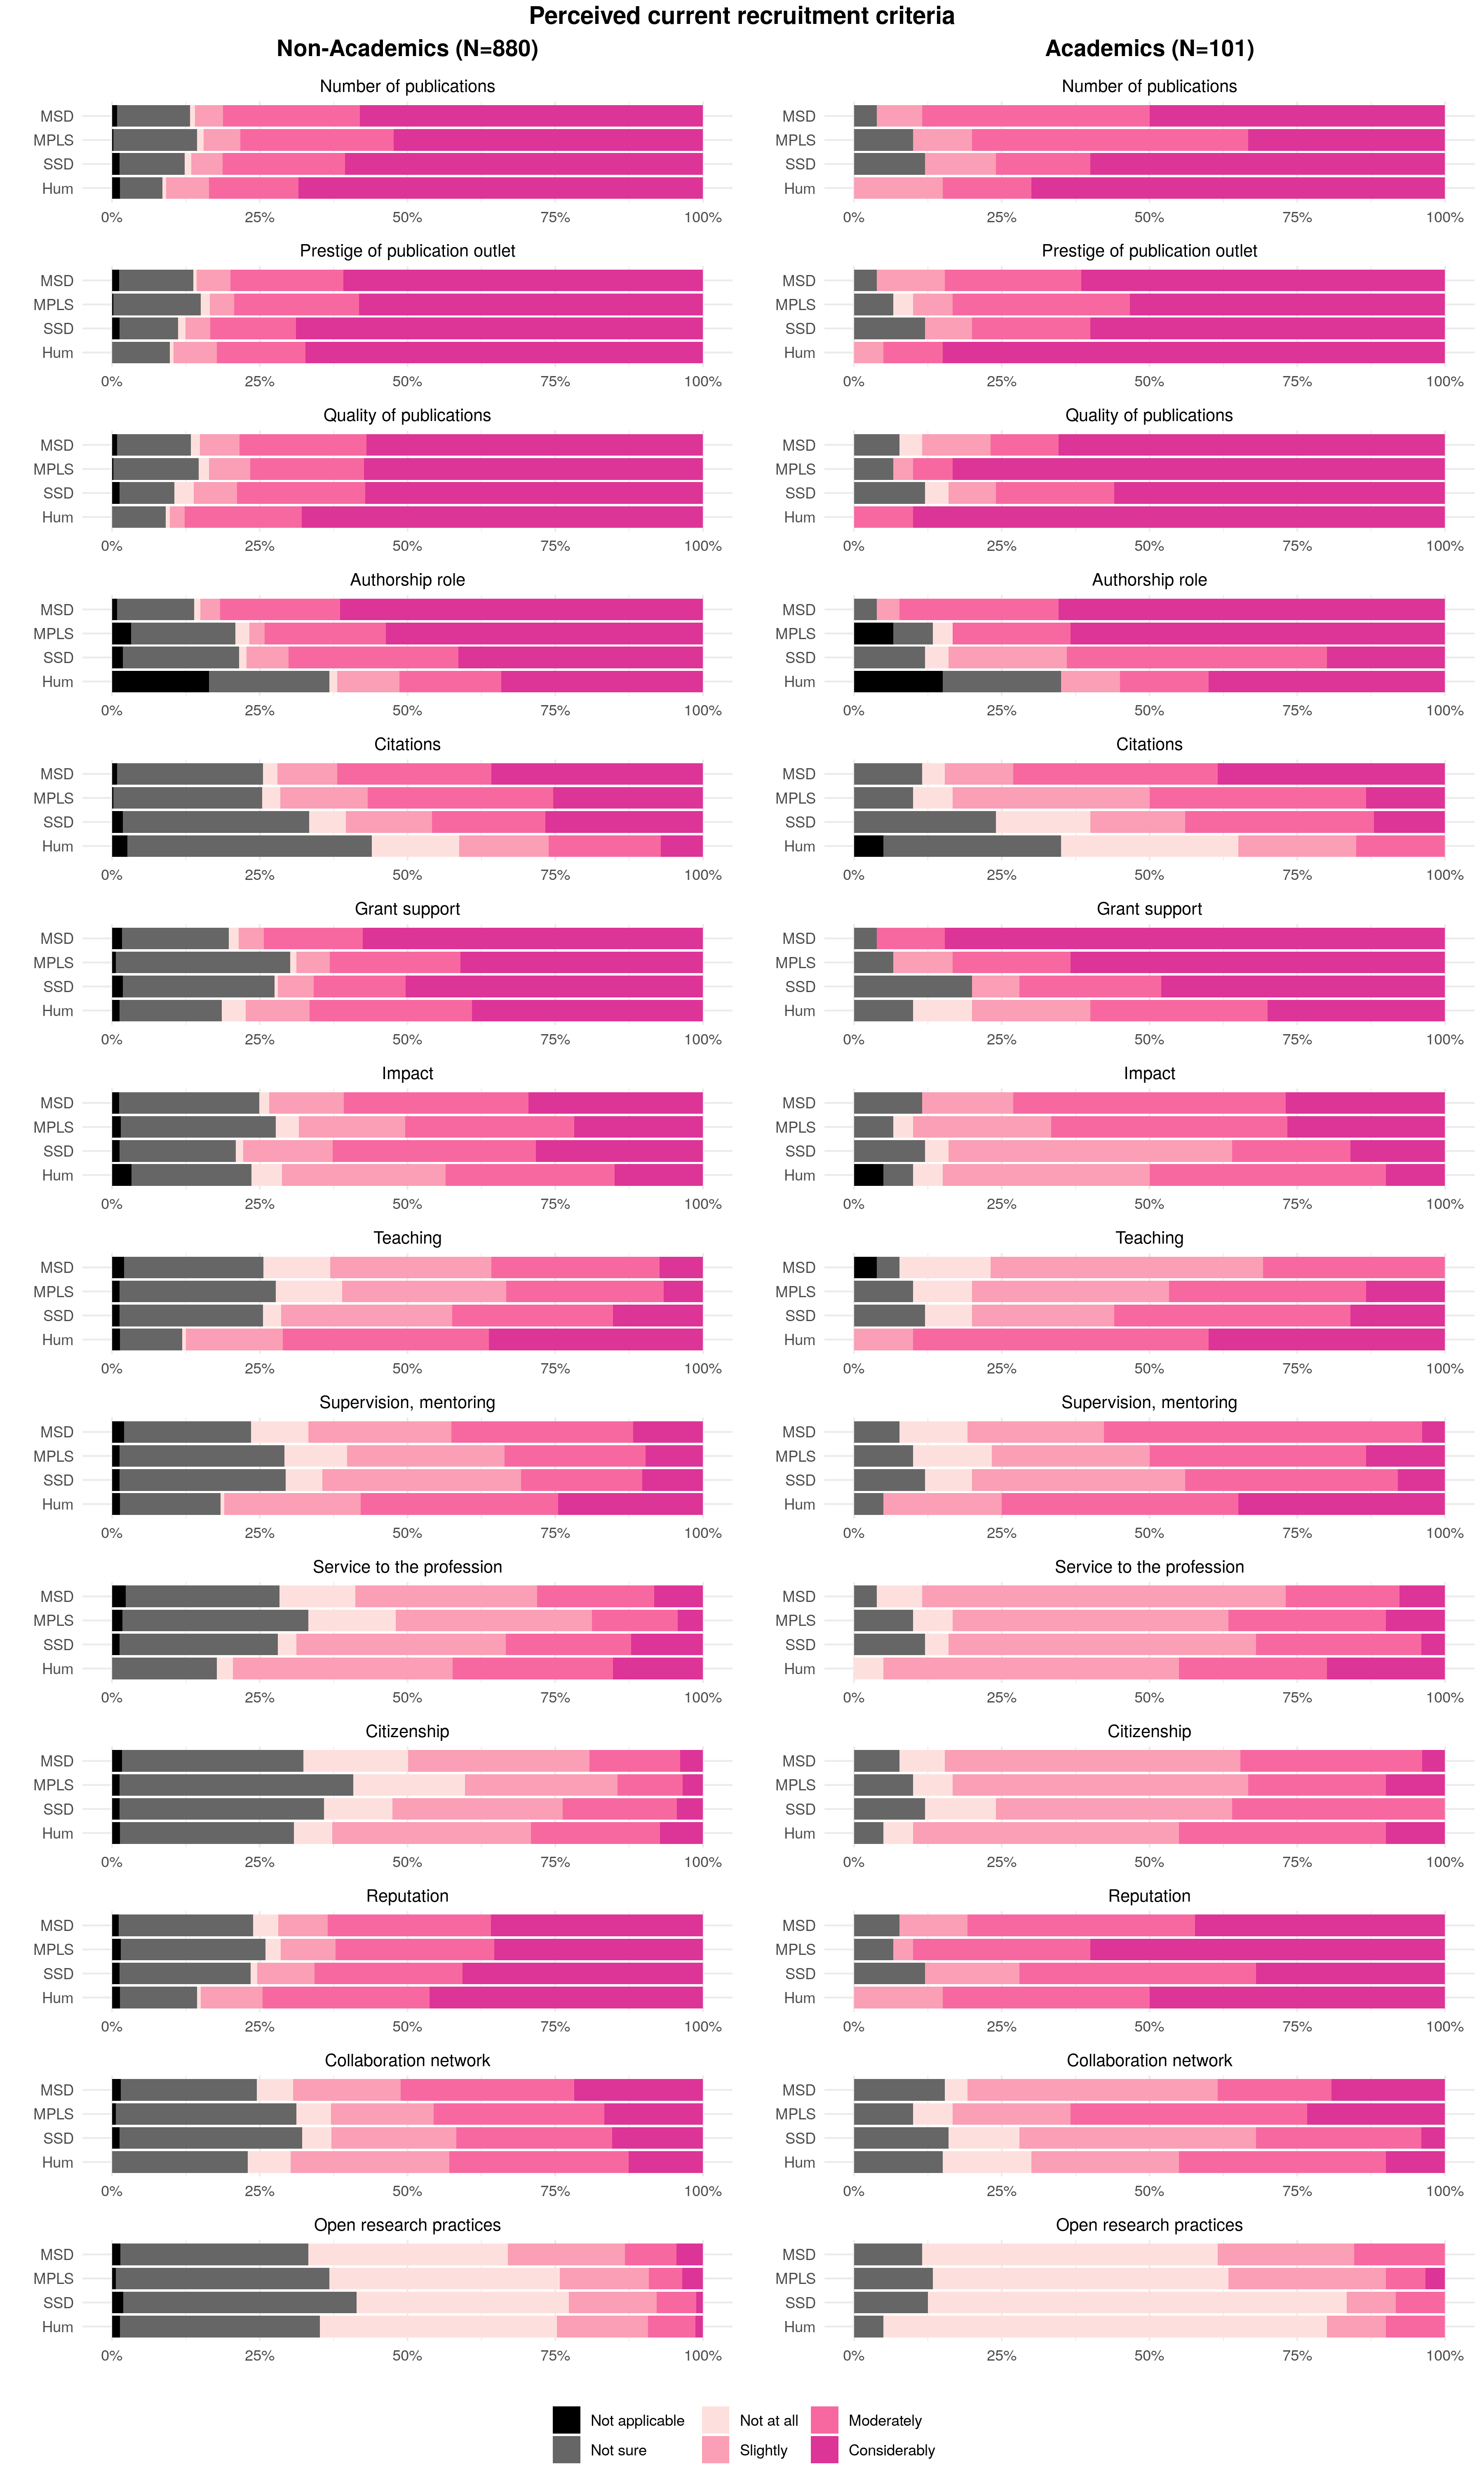 Perceived current recruitment criteria
Non-Academics (N=880)
Academics (N=101)
Number of publications
MSD
MPLS
SSD
Hum
0% 25% 50% 75% 100%
Number of publications
MSD
MPLS
SSD
Hum
0% 25% 50% 75% 100%
Prestige of publication outlet
MSD
MPLS
SSD
Hum
0% 25% 50% 75% 100%
Prestige of publication outlet
MSD
MPLS
SSD
Hum
0% 25% 50% 75% 100%
Quality of publications
MSD
MPLS
SSD
Hum
0% 25% 50% 75% 100%
Quality of publications
MSD
MPLS
SSD
Hum
0% 25% 50% 75% 100%
Authorship role
MSD
MPLS
SSD
Hum
0% 25% 50% 75% 100%
Authorship role
MSD
MPLS
SSD
Hum
0% 25% 50% 75% 100%
Citations
MSD
MPLS
SSD
Hum
0% 25% 50% 75% 100%
Citations
MSD
MPLS
SSD
Hum
0% 25% 50% 75% 100%
Grant support
MSD
MPLS
SSD
Hum
0% 25% 50% 75% 100%
Grant support
MSD
MPLS
SSD
Hum
0% 25% 50% 75% 100%
Impact
MSD
MPLS
SSD
Hum
0% 25% 50% 75% 100%
Impact
MSD
MPLS
SSD
Hum
0% 25% 50% 75% 100%
Teaching
MSD
MPLS
SSD
Hum
0% 25% 50% 75% 100%
Teaching
MSD
MPLS
SSD
Hum
0% 25% 50% 75% 100%
Supervision, mentoring
MSD
MPLS
SSD
Hum
0% 25% 50% 75% 100%
Supervision, mentoring
MSD
MPLS
SSD
Hum
0% 25% 50% 75% 100%
Service to the profession
MSD
MPLS
SSD
Hum
0% 25% 50% 75% 100%
Service to the profession
MSD
MPLS
SSD
Hum
0% 25% 50% 75% 100%
Citizenship
MSD
MPLS
SSD
Hum
0% 25% 50% 75% 100%
Citizenship
MSD
MPLS
SSD
Hum
0% 25% 50% 75% 100%
Reputation
MSD
MPLS
SSD
Hum
0% 25% 50% 75% 100%
Reputation
MSD
MPLS
SSD
Hum
0% 25% 50% 75% 100%
Collaboration network
MSD
MPLS
SSD
Hum
0% 25% 50% 75% 100%
Collaboration network
MSD
MPLS
SSD
Hum
0% 25% 50% 75% 100%
Open research practices
MSD
MPLS
SSD
Hum
0% 25% 50% 75% 100%
Open research practices
MSD
MPLS
SSD
Hum
0% 25% 50% 75% 100%
Not applicable Not at all Moderately
Not sure Slightly Considerably